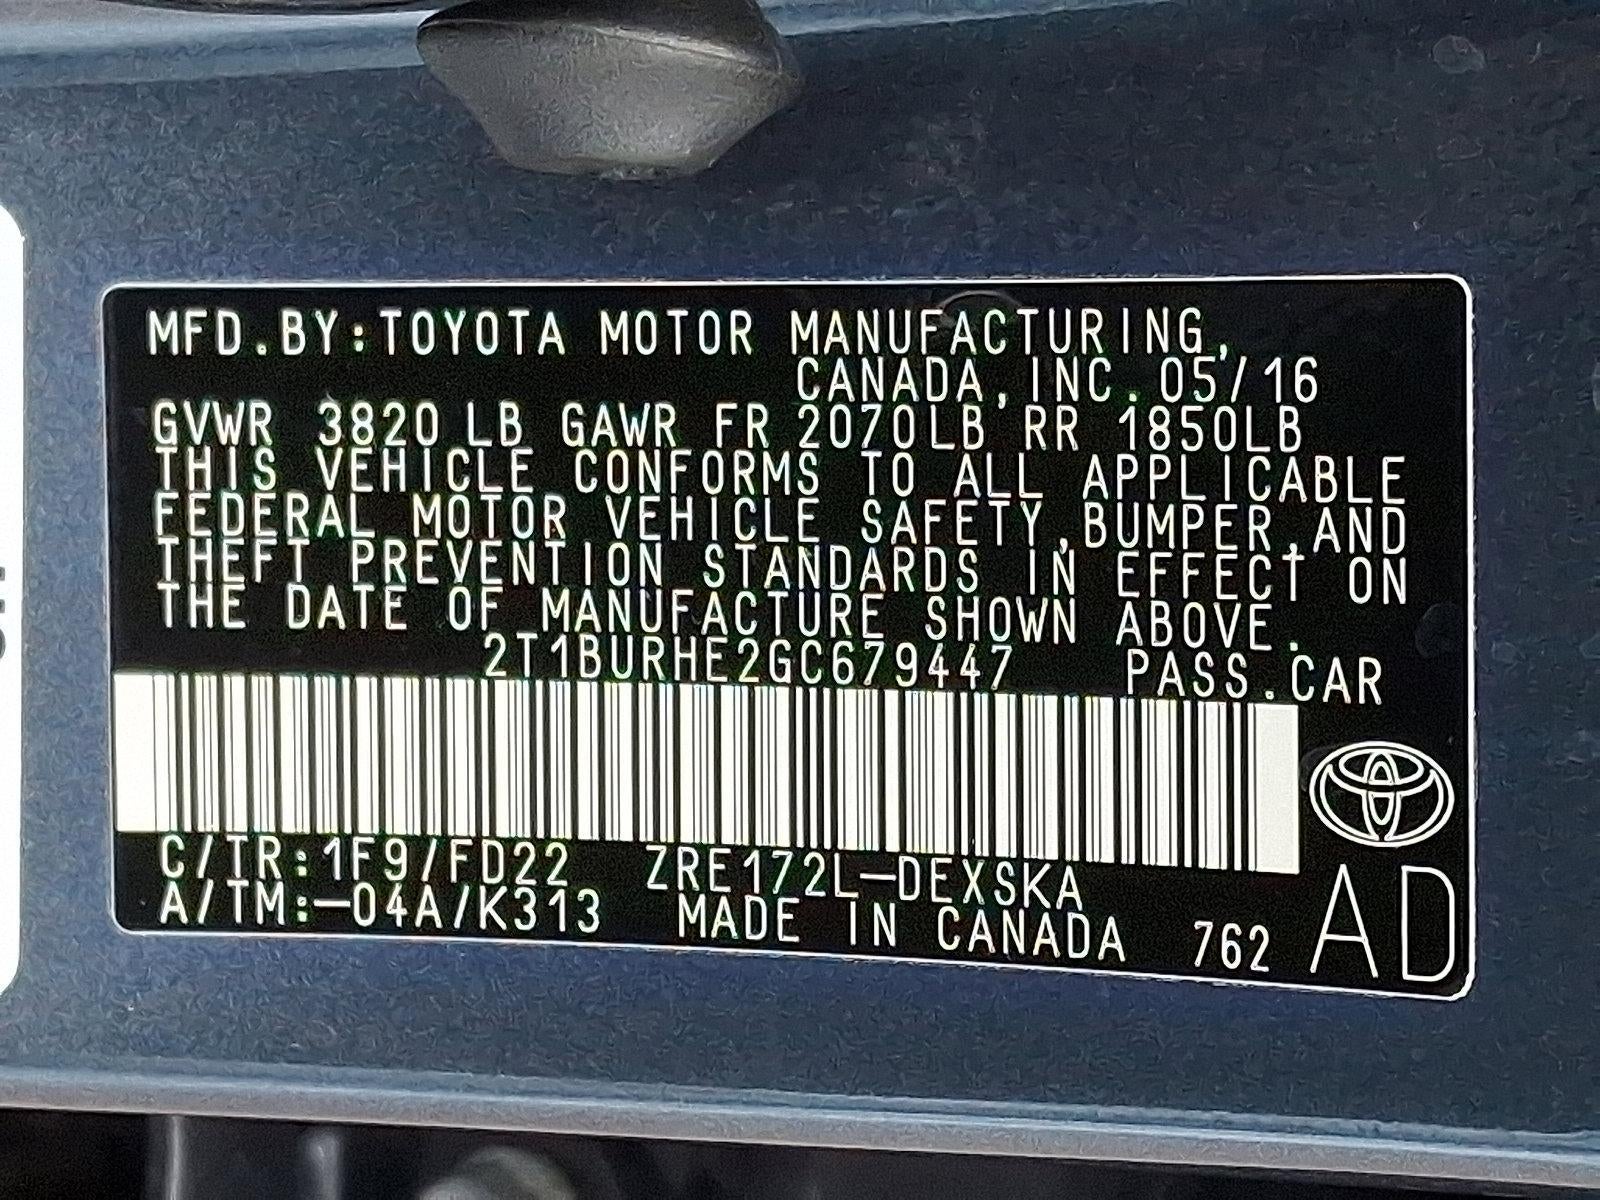 MFD.BY:TOYOTA MOTOR MANUFACTURING,
CANADA,INC.05/16
GVWR 3820LB GAWR FR 2070LB RR 1850LB
THIS VEHICLE CONFORMS TO ALL APPLICABLE
FEDERAL MOTOR VEHICLE SAFETY,BUMPER,AND
THEFT PREVENTION STANDARDS IN EFFECT ON
THE DATE OF MANUFACTURE SHOWN ABOVE.
2T1BURHE2GC679447 PASS.CAR
C/TR:1F9/FD22 ZRE172L-DEXSKA
A/TM:-04A/K313 MADE IN CANADA 762 AD